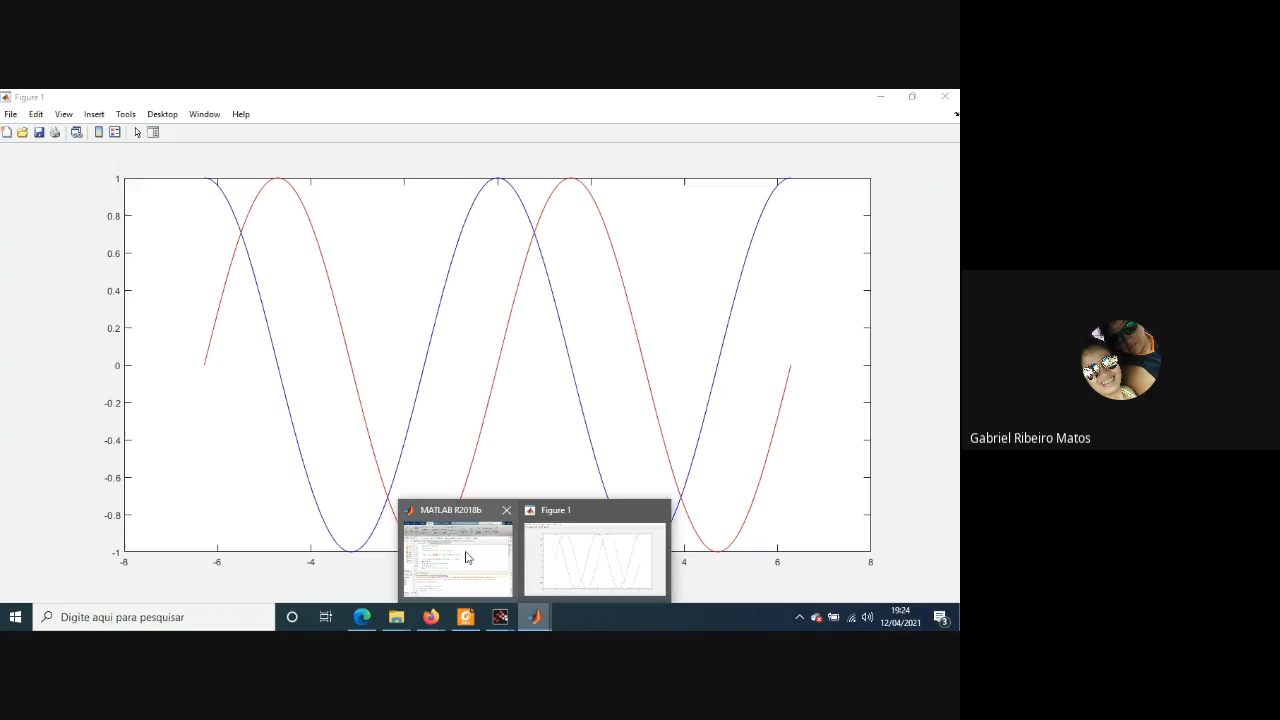 Figure 1
File Edit View Insert Tools Desktop Window Help
1
0.8
0.6
0.4
0.2
0
-0.2
-0.4
-0.6
-0.8
-1
-8 -6 -4 4 6 8
MATLAB R2018b
Figure 1
Digite aqui para pesquisar
19:24
12/04/2021
3
Gabriel Ribeiro Matos